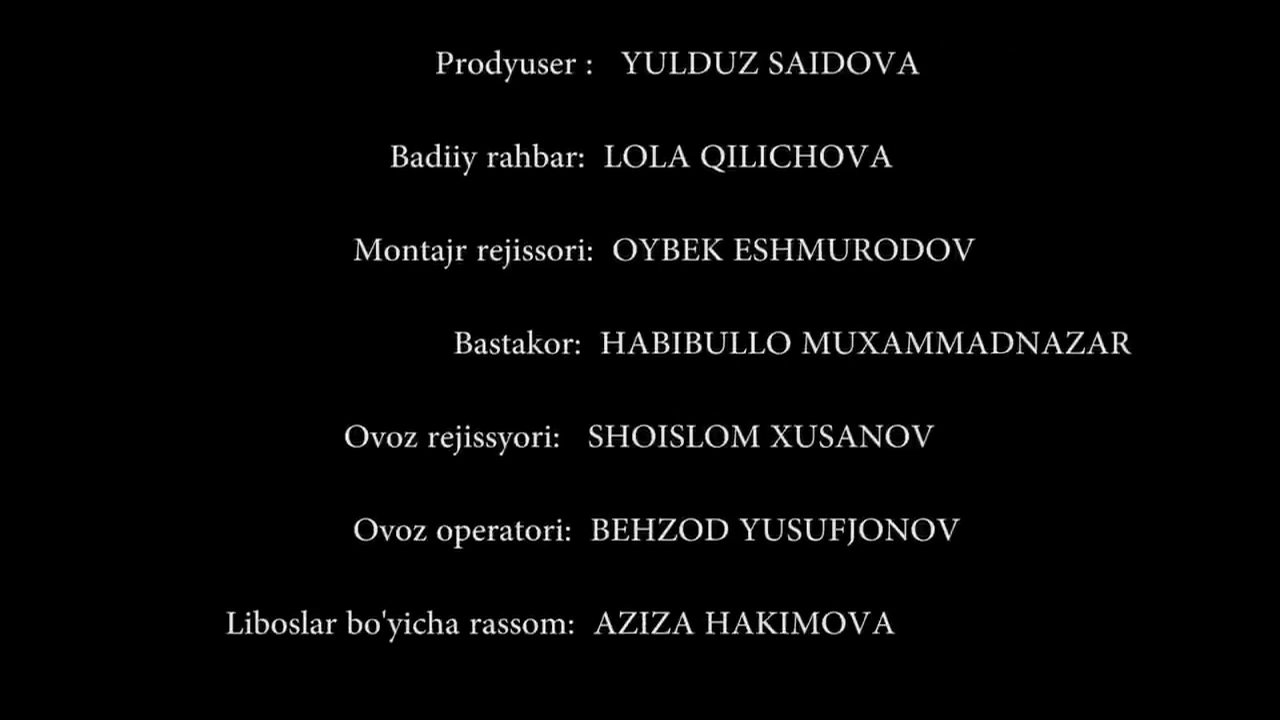 Prodyuser : YULDUZ SAIDOVA
Badiiy rahbar: LOLA QILICHOVA
Montajr rejissori: OYBEK ESHMURODOV
Bastakor: HABIBULLO MUXAMMADNAZAR
Ovoz rejissyori: SHOISLOM XUSANOV
Ovoz operatori: BEHZOD YUSUFJONOV
Liboslar bo'yicha rassom: AZIZA HAKIMOVA